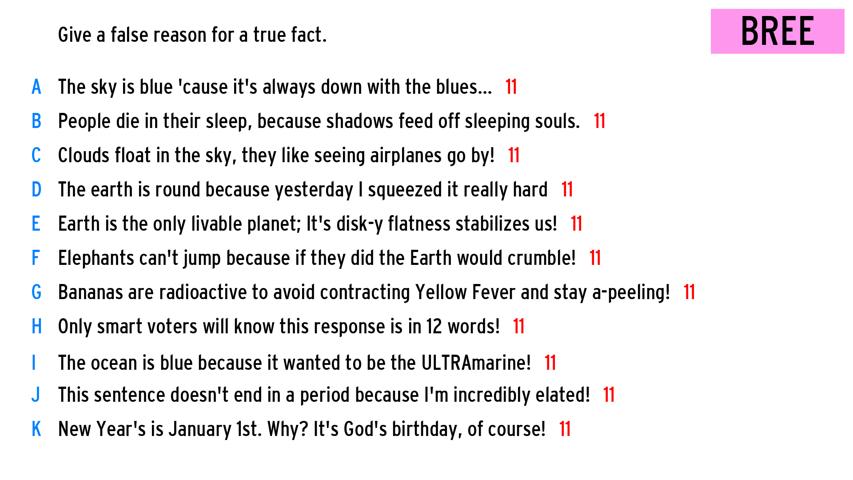 Give a false reason for a true fact.
BREE
A The sky is blue 'cause it's always down with the blues... 11
B People die in their sleep, because shadows feed off sleeping souls. 11
C Clouds float in the sky, they like seeing airplanes go by! 11
D The earth is round because yesterday I squeezed it really hard 11
E Earth is the only livable planet; It's disk-y flatness stabilizes us! 11
F Elephants can't jump because if they did the Earth would crumble! 11
G Bananas are radioactive to avoid contracting Yellow Fever and stay a-peeling! 11
H Only smart voters will know this response is in 12 words! 11
I The ocean is blue because it wanted to be the ULTRAmarine! 11
J This sentence doesn't end in a period because I'm incredibly elated! 11
K New Year's is January 1st. Why? It's God's birthday, of course! 11